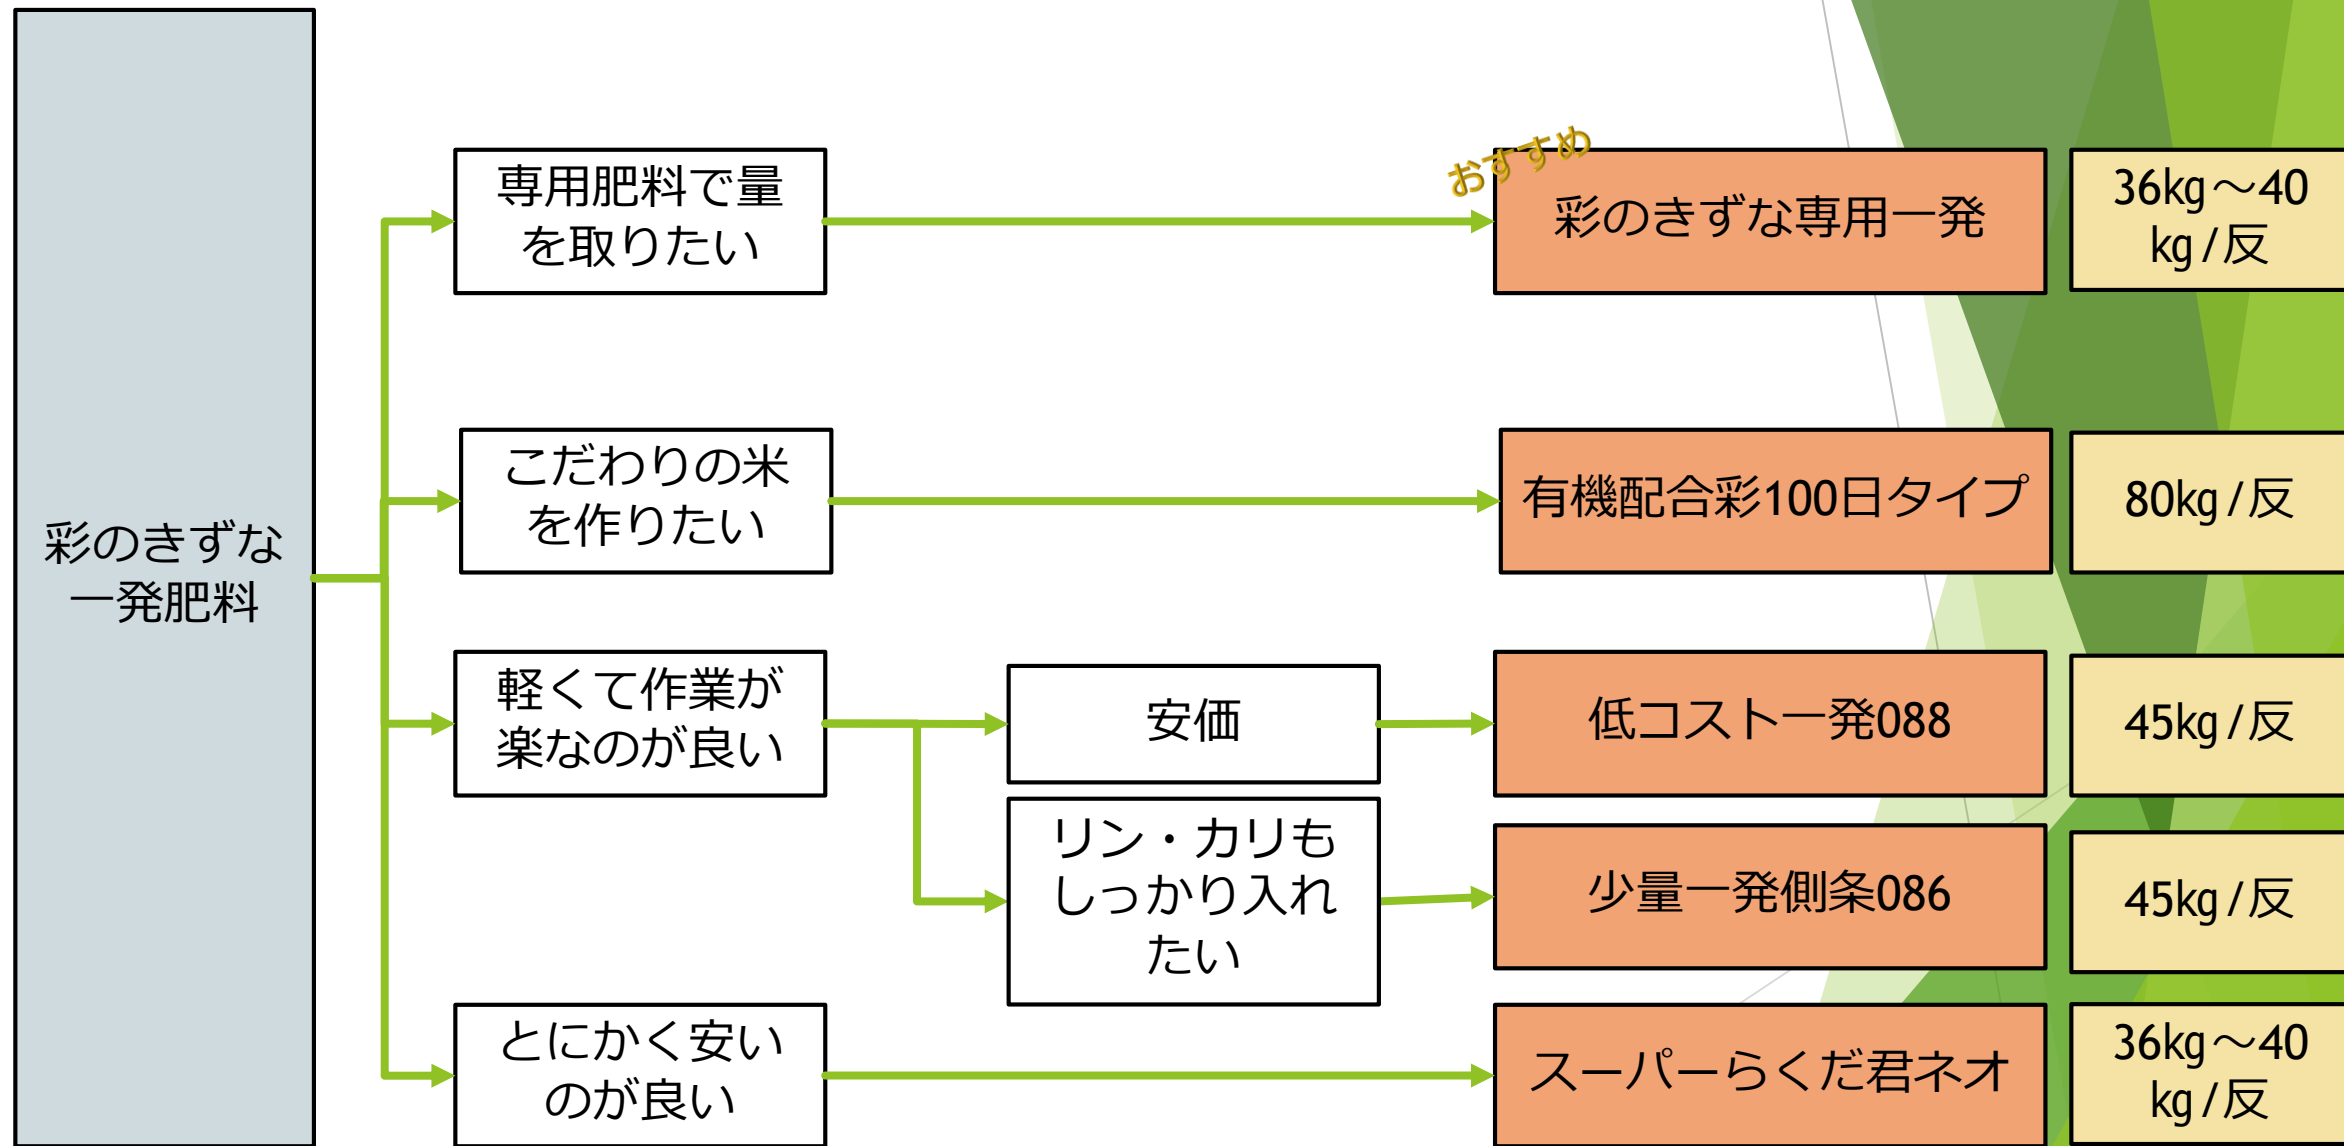 彩のきずな
一発肥料
専用肥料で量
を取りたい
おすすめ
彩のきずな専用一発
36kg～40
kg/反
こだわりの米
を作りたい
有機配合彩100日タイプ
80kg/反
軽くて作業が
楽なのが良い
安価
低コスト一発088
45kg/反
リン・カリも
しっかり入れ
たい
少量一発側条086
45kg/反
とにかく安い
のが良い
スーパーらくだ君ネオ
36kg～40
kg/反